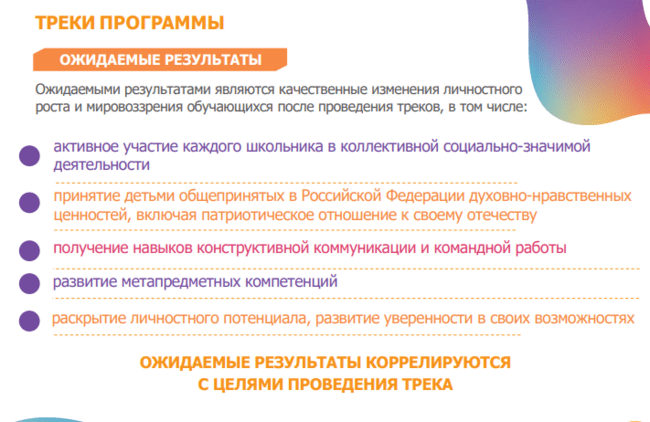 ТРЕКИ ПРОГРАММЫ
ОЖИДАЕМЫЕ РЕЗУЛЬТАТЫ
Ожидаемыми результатами являются качественные изменения личностного
роста и мировоззрения обучающихся после проведения треков, в том числе:
активное участие каждого школьника в коллективной социально-значимой
деятельности
принятие детьми общепринятых в Российской Федерации духовно-нравственных
ценностей, включая патриотическое отношение к своему отечеству
получение навыков конструктивной коммуникации и командной работы
развитие метапредметных компетенций
раскрытие личностного потенциала, развитие уверенности в своих возможностях
ОЖИДАЕМЫЕ РЕЗУЛЬТАТЫ КОРРЕЛИРУЮТСЯ
С ЦЕЛЯМИ ПРОВЕДЕНИЯ ТРЕКА